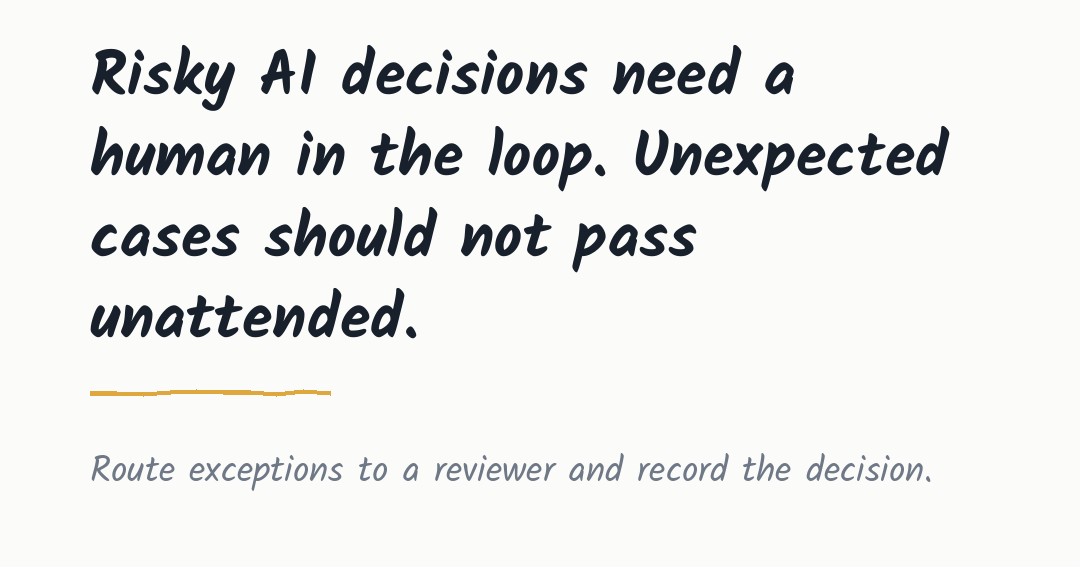 Risky AI decisions need a
human in the loop. Unexpected
cases should not pass
unattended.
Route exceptions to a reviewer and record the decision.